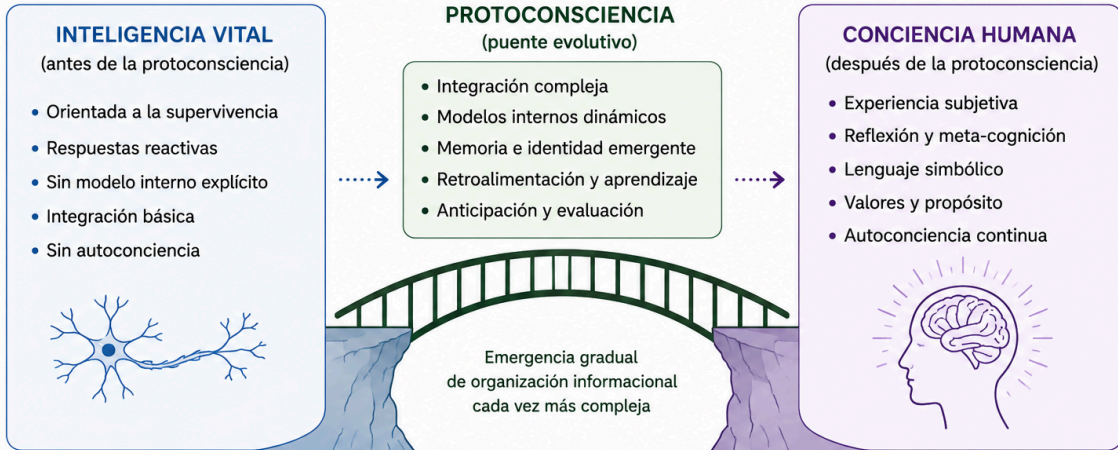 INTELIGENCIA VITAL
(antes de la protoconsciencia)
• Orientada a la supervivencia
• Respuestas reactivas
• Sin modelo interno explícito
• Integración básica
• Sin autoconciencia
PROTOCONSCIENCIA
(puente evolutivo)
• Integración compleja
• Modelos internos dinámicos
• Memoria e identidad emergente
• Retroalimentación y aprendizaje
• Anticipación y evaluación
Emergencia gradual
de organización informacional
cada vez más compleja
CONCIENCIA HUMANA
(después de la protoconsciencia)
• Experiencia subjetiva
• Reflexión y meta-cognición
• Lenguaje simbólico
• Valores y propósito
• Autoconciencia continua